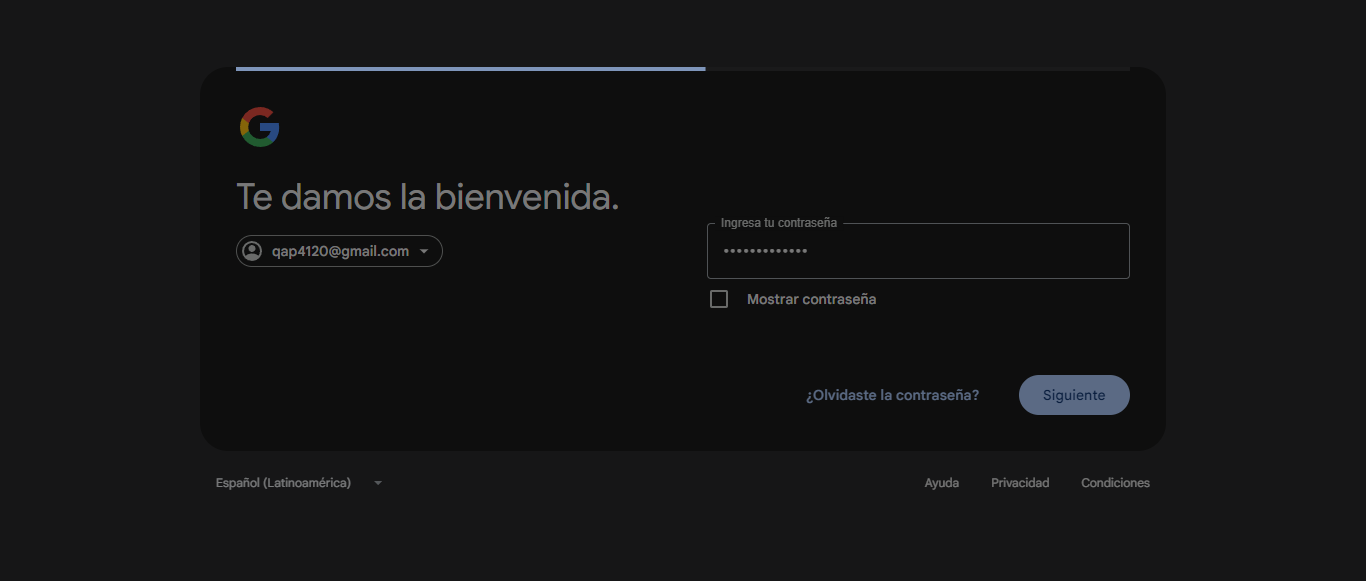 Te damos la bienvenida.
qap4120@gmail.com
Ingresa tu contraseña
•••••••••••••
Mostrar contraseña
¿Olvidaste la contraseña?
Siguiente
Español (Latinoamérica)
Ayuda
Privacidad
Condiciones